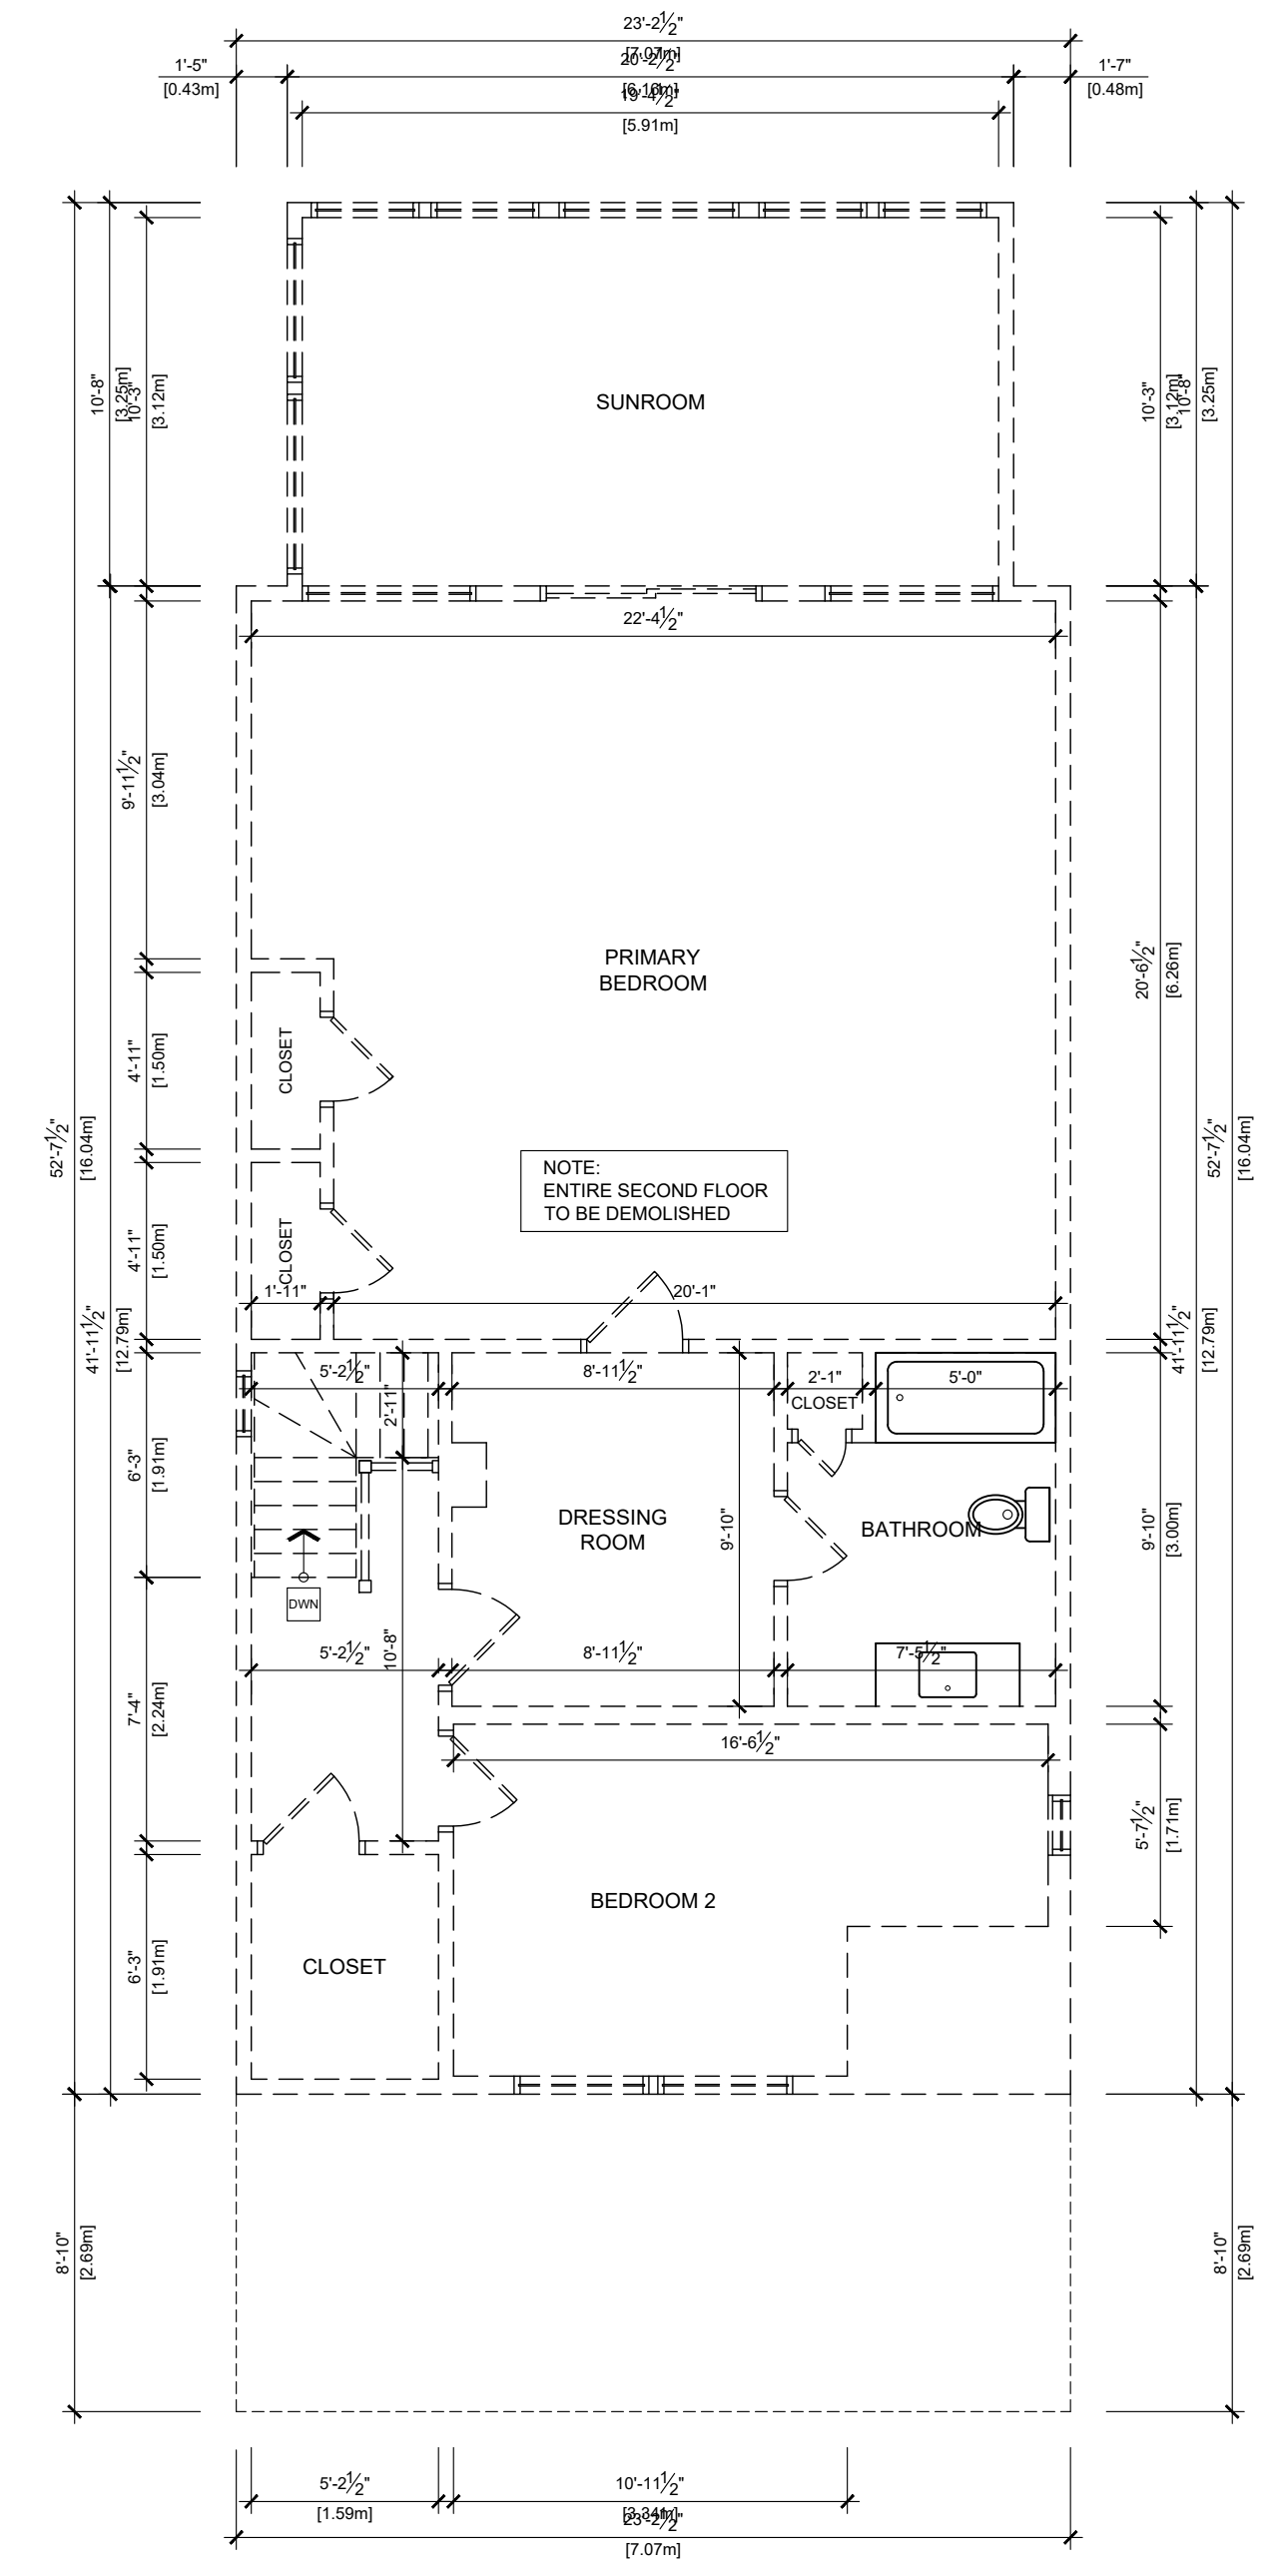 23'-2½"
[7.07m]
20'-2½"
[6.16m]
1'-5"
[0.43m]
1'-7"
[0.48m]
19'-4½"
[5.91m]
10'-8"
[3.25m]
10'-3"
[3.12m]
SUNROOM
10'-3"
[3.12m]
10'-8"
[3.25m]
22'-4½"
9'-11½"
[3.04m]
PRIMARY
BEDROOM
20'-6½"
[6.26m]
CLOSET
4'-11"
[1.50m]
52'-7½"
[16.04m]
52'-7½"
[16.04m]
NOTE:
ENTIRE SECOND FLOOR
TO BE DEMOLISHED
CLOSET
4'-11"
[1.50m]
1'-11"
20'-1"
41'-11½"
[12.79m]
41'-11½"
[12.79m]
5'-2½"
8'-11½"
2'-1"
5'-0"
CLOSET
2'-11"
6'-3"
[1.91m]
DRESSING
ROOM
9'-10"
BATHROOM
9'-10"
[3.00m]
DWN
5'-2½"
10'-8"
8'-11½"
7'-5½"
7'-4"
[2.24m]
16'-6½"
5'-7½"
[1.71m]
BEDROOM 2
CLOSET
6'-3"
[1.91m]
8'-10"
[2.69m]
8'-10"
[2.69m]
5'-2½"
[1.59m]
10'-11½"
[3.34m]
23'-2½"
[7.07m]